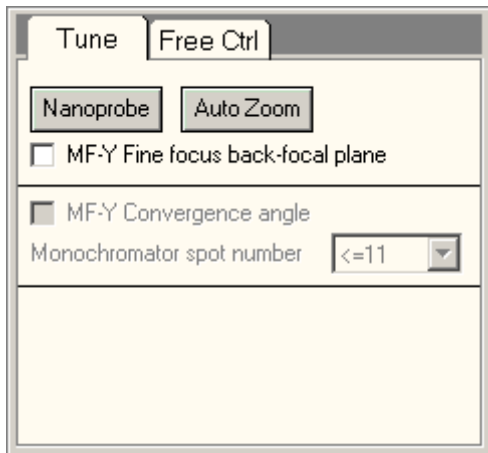 Tune Free Ctrl
Nanoprobe Auto Zoom
MF-Y Fine focus back-focal plane
MF-Y Convergence angle
Monochromator spot number <=11